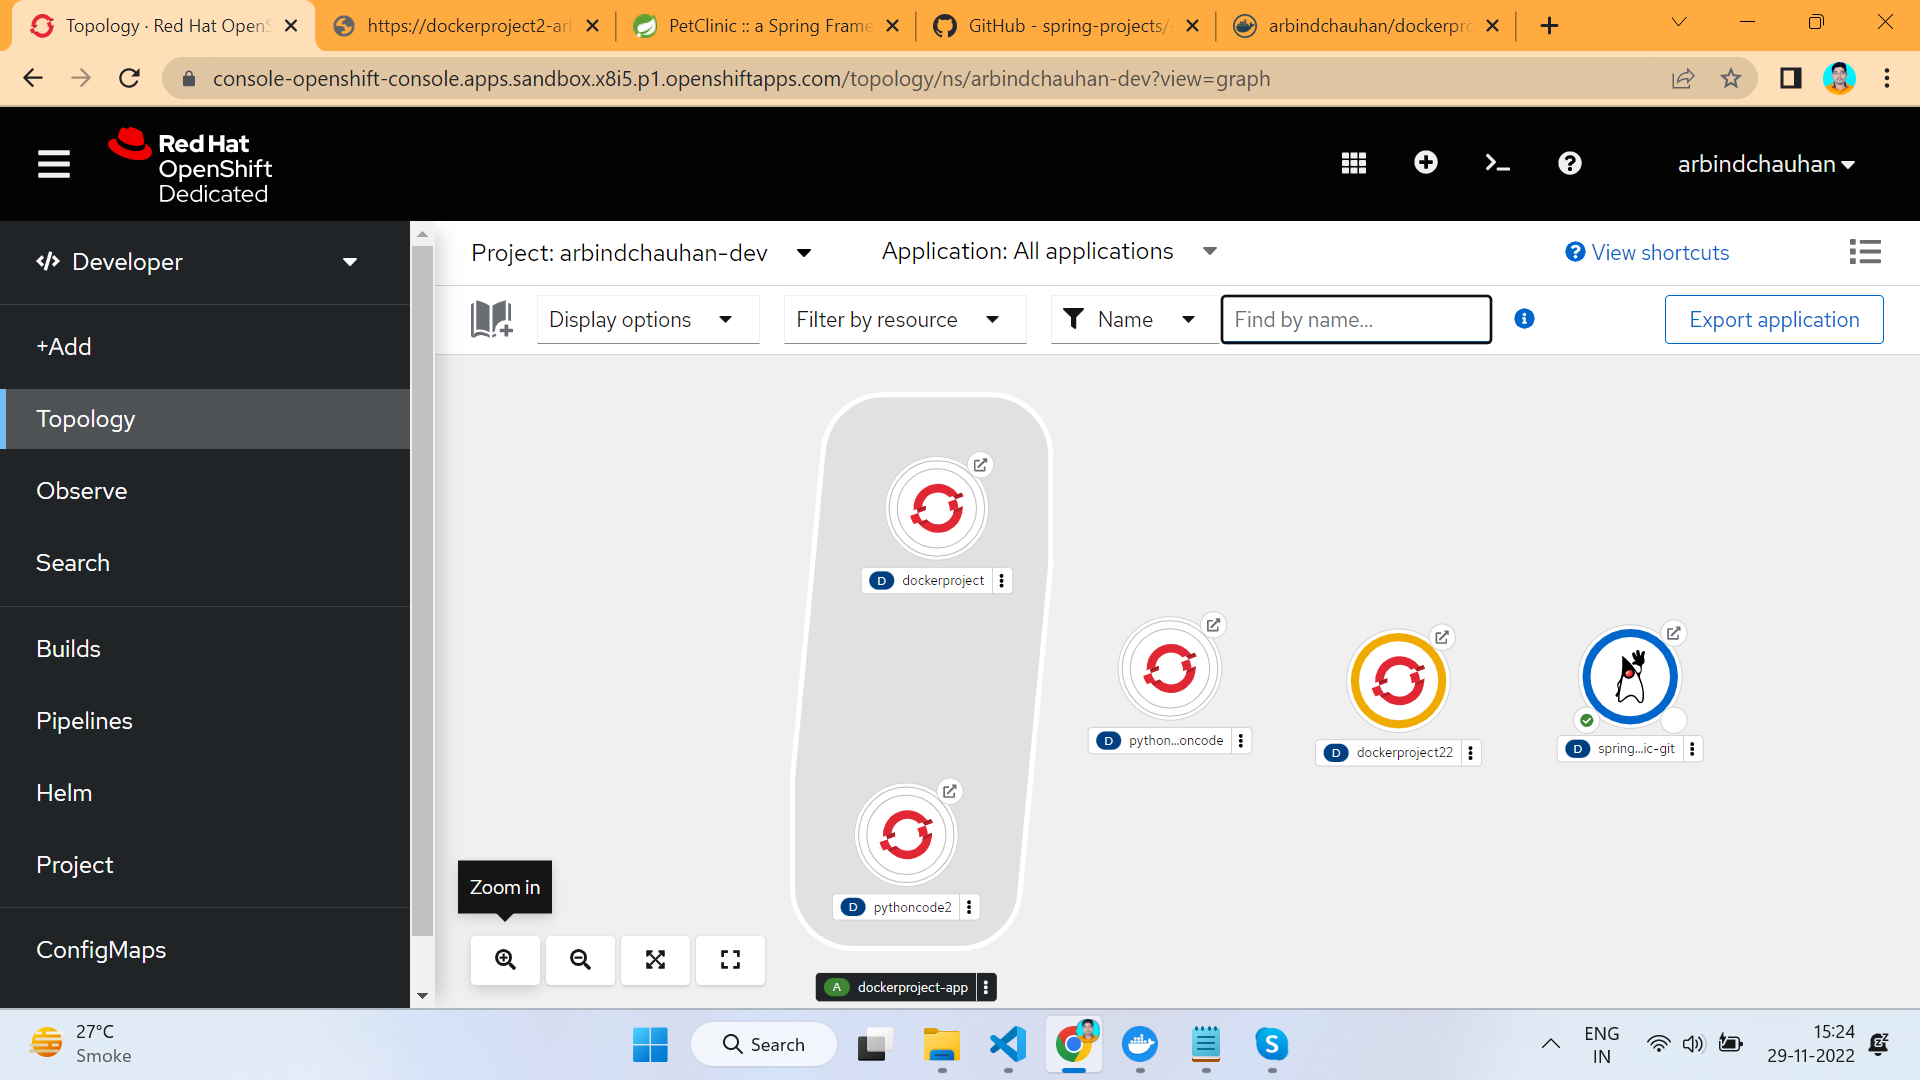 Topology · Red Hat OpenS
https://dockerproject2-arb
PetClinic :: a Spring Frame
GitHub - spring-projects/s
arbindchauhan/dockerpro
console-openshift-console.apps.sandbox.x8i5.p1.openshiftapps.com/topology/ns/arbindchauhan-dev?view=graph
Red Hat
OpenShift
Dedicated
arbindchauhan
Developer
+Add
Topology
Observe
Search
Builds
Pipelines
Helm
Project
ConfigMaps
Project: arbindchauhan-dev
Application: All applications
View shortcuts
Display options
Filter by resource
Name
Find by name...
Export application
D dockerproject
D python...oncode
D dockerproject22
D spring...ic-git
D pythoncode2
A dockerproject-app
Zoom in
27°C
Smoke
Search
ENG
IN
15:24
29-11-2022